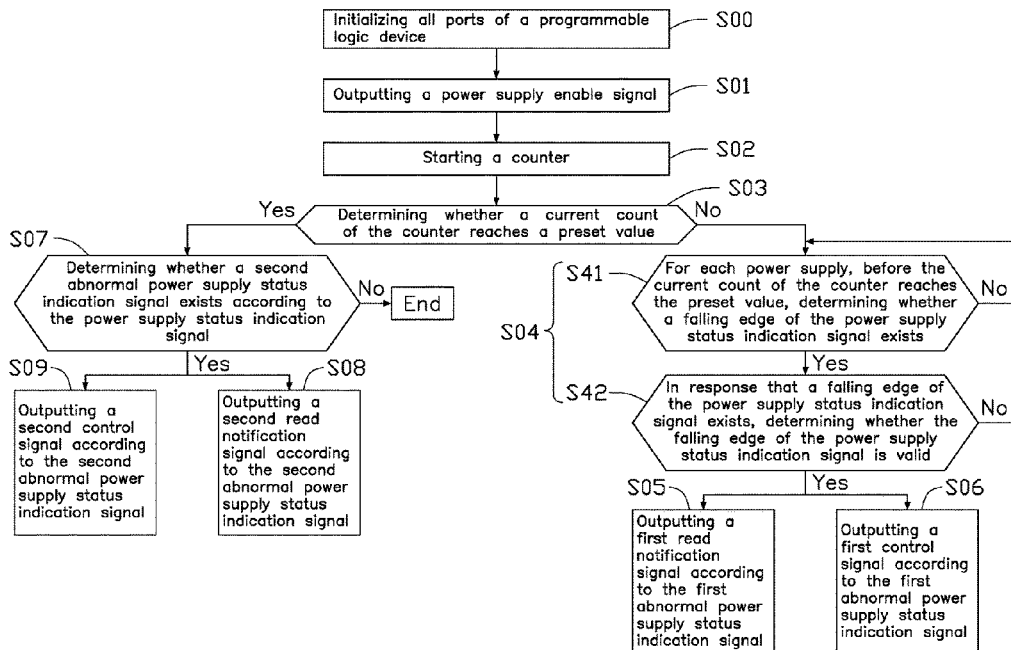 Initializing all ports of a programmable
logic device
S00
Outputting a power supply enable signal
S01
Starting a counter
S02
S03
Determining whether a current count
of the counter reaches a preset value
Yes
No
S07
Determining whether a second
abnormal power supply status
indication signal exists according to
the power supply status indication
signal
No
End
Yes
S09
S08
Outputting a
second control
signal according
to the second
abnormal power
supply status
indication signal
Outputting a
second read
notification
signal according
to the second
abnormal power
supply status
indication signal
S04
S41
For each power supply, before the
current count of the counter reaches
the preset value, determining whether
a falling edge of the power supply
status indication signal exists
No
Yes
S42
In response that a falling edge of
the power supply status indication
signal exists, determining whether the
falling edge of the power supply
status indication signal is valid
No
Yes
S05
S06
Outputting a
first read
notification
signal according
to the first
abnormal power
supply status
indication signal
Outputting a
first control
signal according
to the first
abnormal power
supply status
indication signal